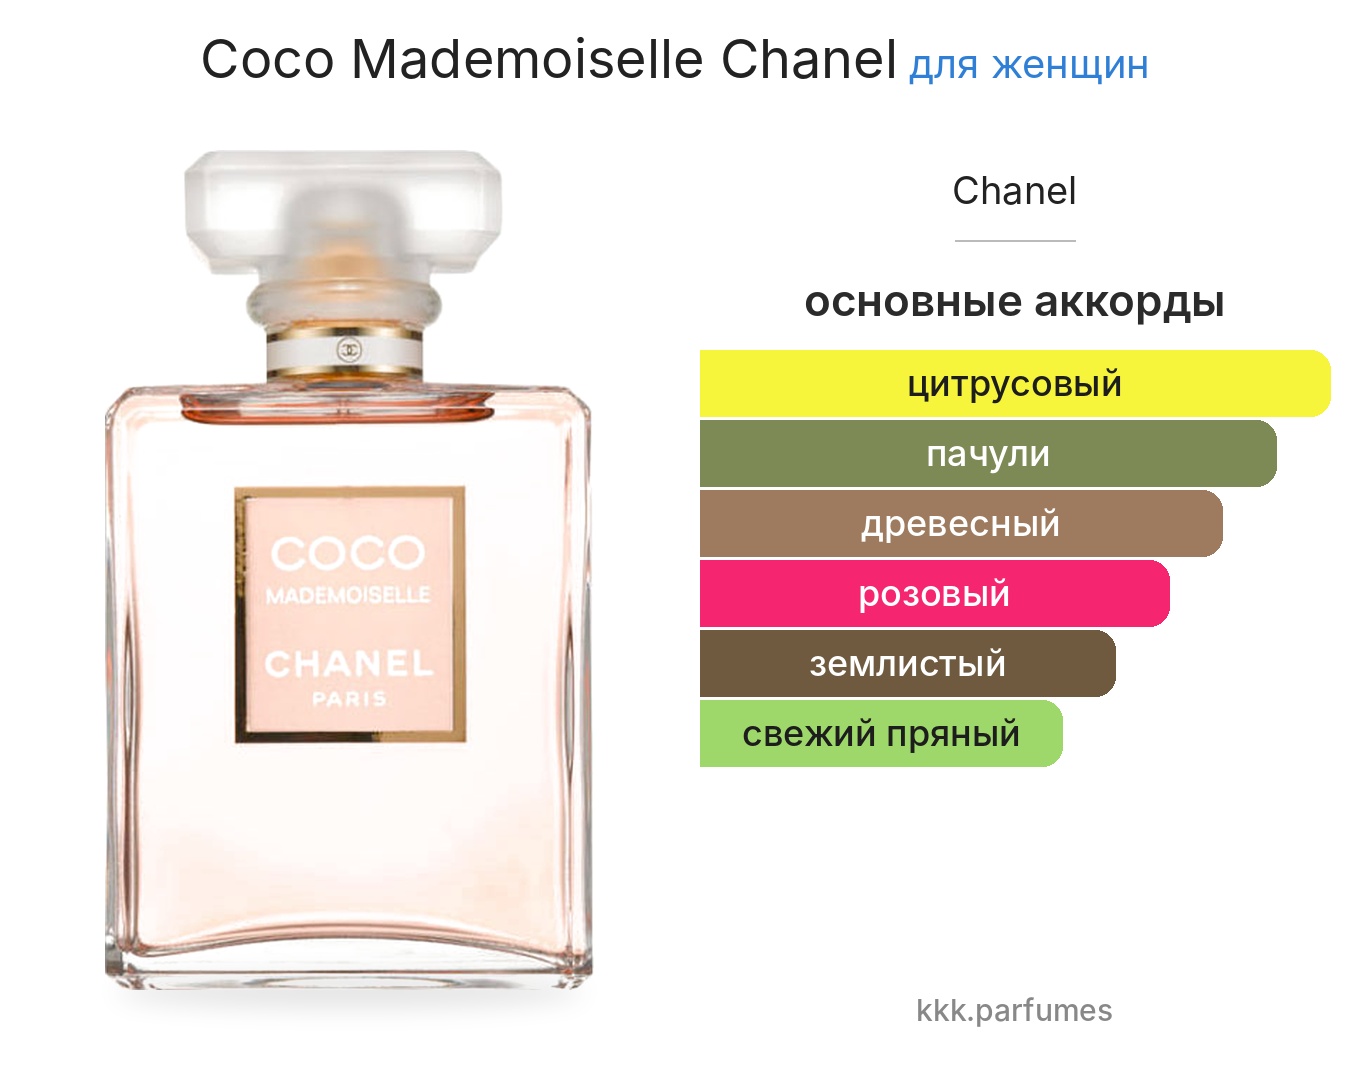 Coco Mademoiselle Chanel для женщин
COCO
MADEMOISELLE
CHANEL
PARIS
Chanel
основные аккорды
цитрусовый
пачули
древесный
розовый
землистый
свежий пряный
kkk.parfumes